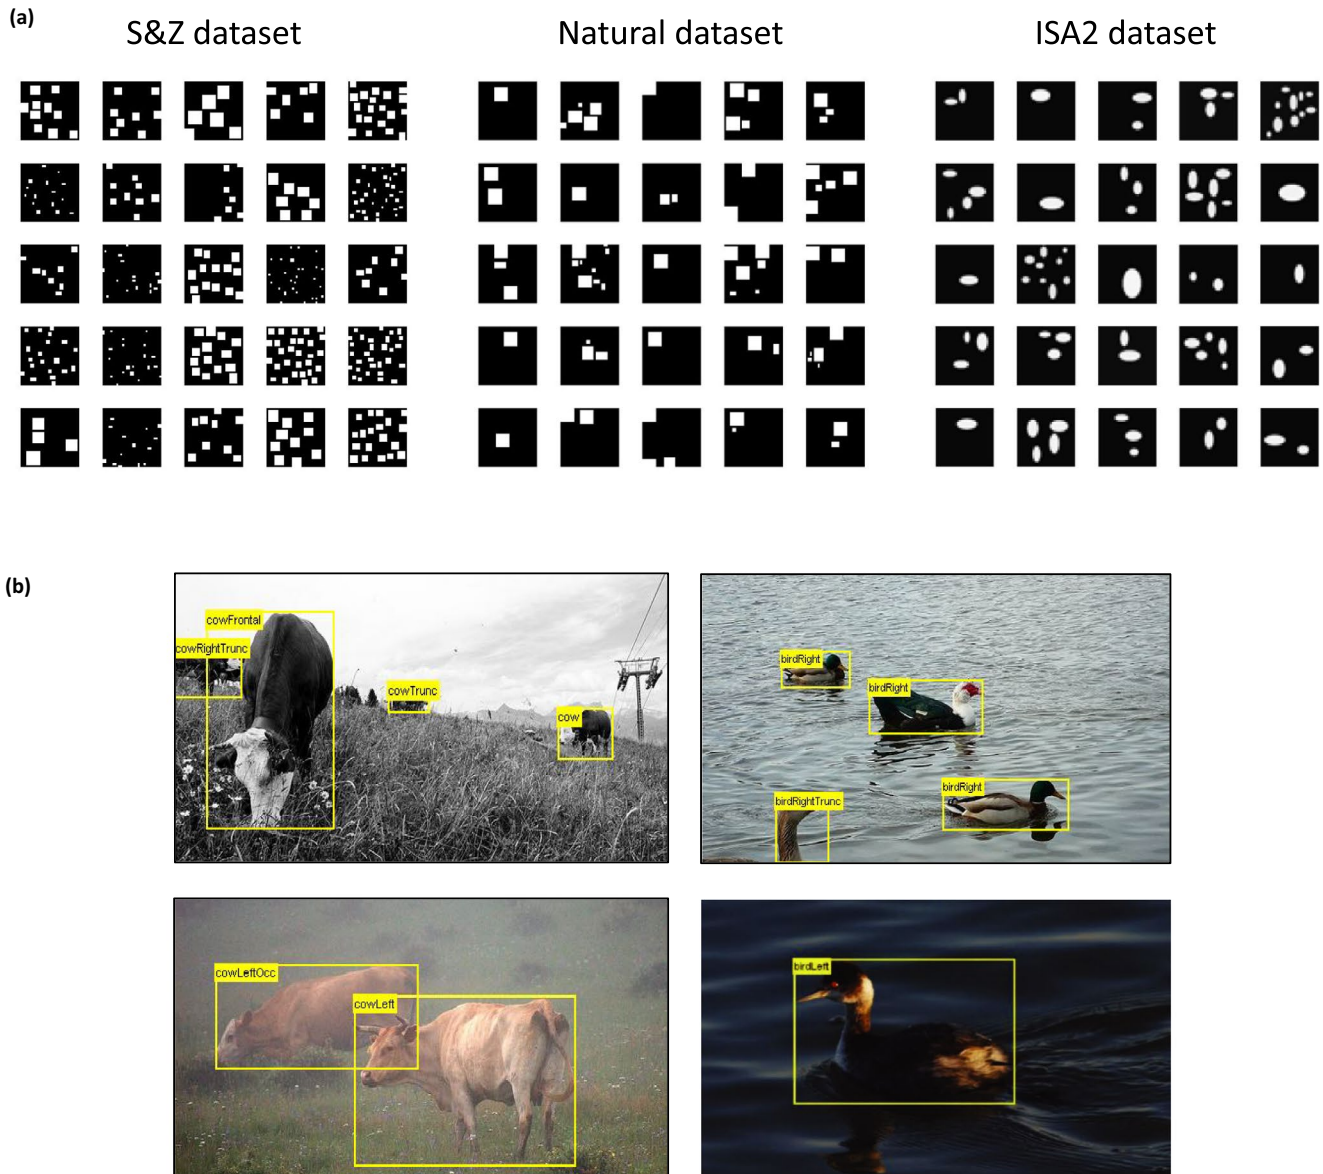 (a)
S&Z dataset
Natural dataset
ISA2 dataset
(b)
cowFrontal
cowRightTrunc
cowTrunc
cow
birdRight
birdRight
birdRight
birdRightTrunc
cowLeftOcc
cowLeft
birdLeft